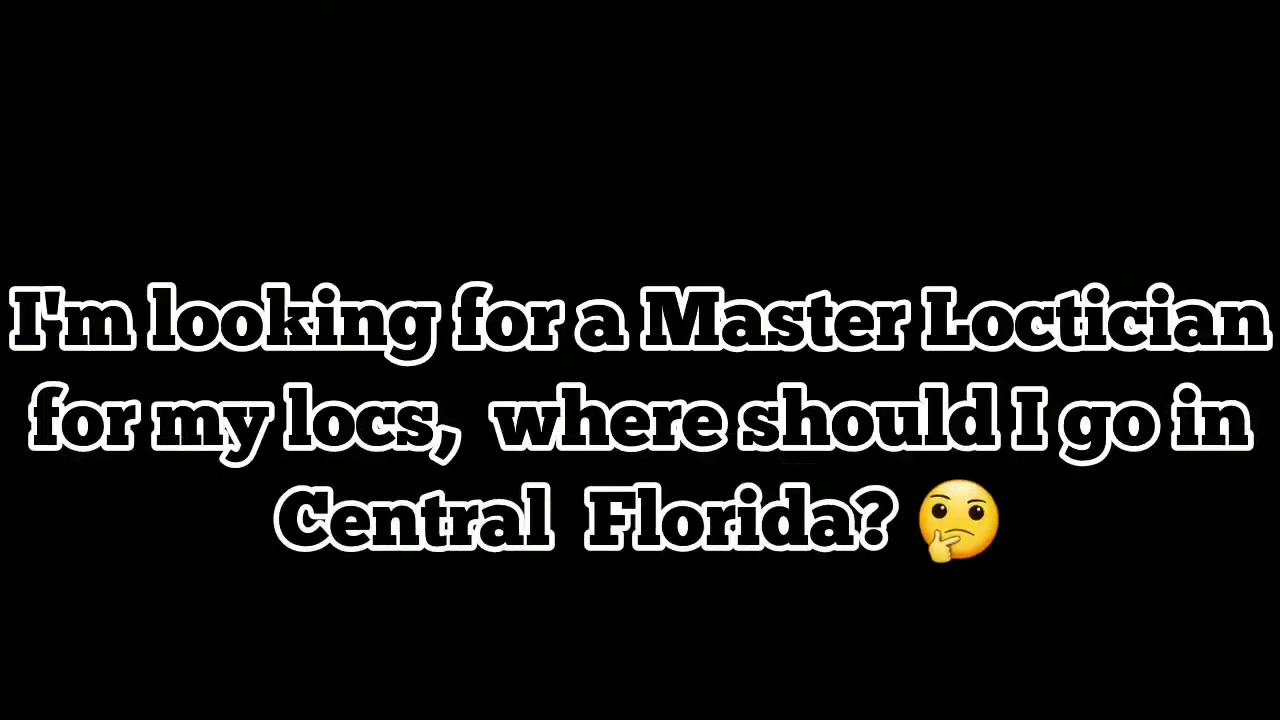 I'm looking for a Master Loctician
for my locs,  where should I go in
Central  Florida? 🤔